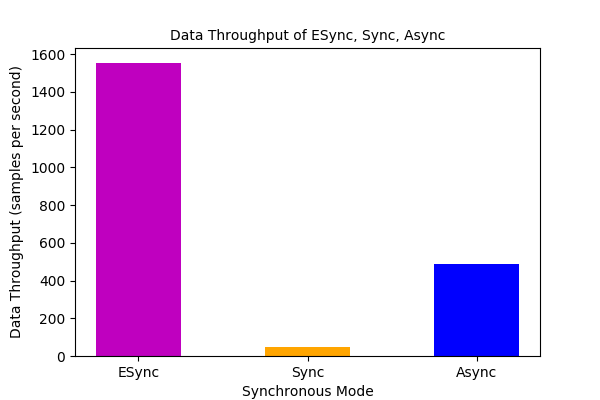 Data Throughput of ESync, Sync, Async
1600
1400
1200
1000
800
600
400
200
0
Data Throughput (samples per second)
ESync Sync Async
Synchronous Mode